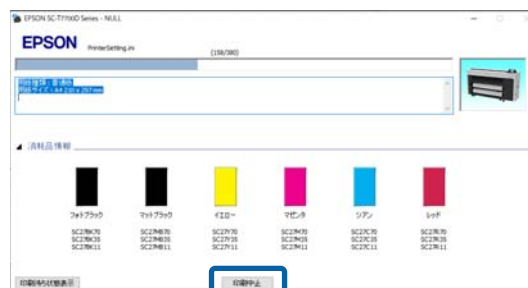 EPSON SC-T7700D Series - NULL
EPSON
PrinterSetting.ini
(158/380)
用紙種類 : 普通紙
用紙サイズ : A4 210 x 297 mm
消耗品情報
フォトブラック マットブラック イエロー マゼンタ シアン レッド
SC27BK70 SC27MB70 SC27Y70 SC27M70 SC27C70 SC27R70
SC27BK35 SC27MB35 SC27Y35 SC27M35 SC27C35 SC27R35
SC27BK11 SC27MB11 SC27Y11 SC27M11 SC27C11 SC27R11
印刷待ち状態表示
印刷中止